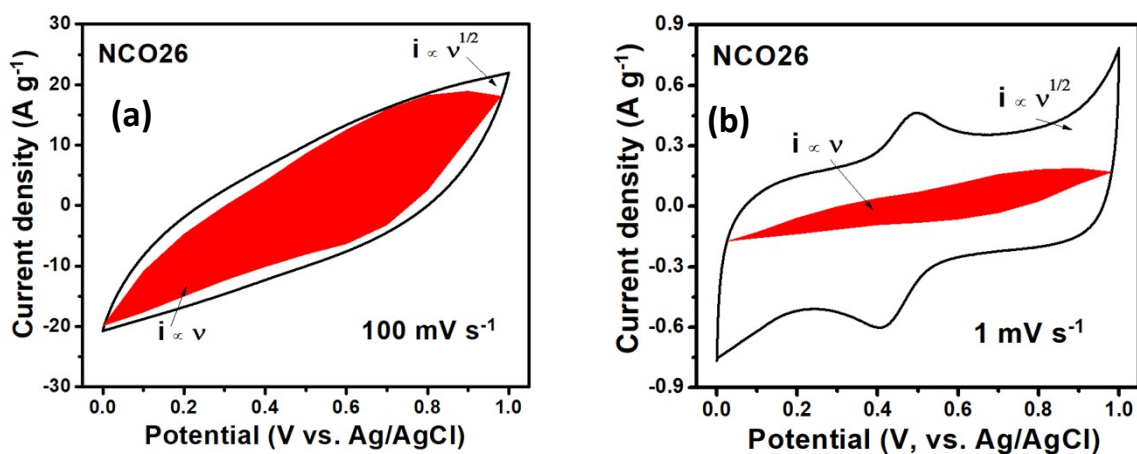 NCO26
i ∝ ν1/2
(a)
i ∝ ν
100 mV s-1
30
20
10
0
-10
-20
-30
Current density (A g-1)
0.0 0.2 0.4 0.6 0.8 1.0
Potential (V vs. Ag/AgCl)
NCO26
i ∝ ν1/2
(b)
i ∝ ν
1 mV s-1
0.9
0.6
0.3
0.0
-0.3
-0.6
-0.9
Current density (A g-1)
0.0 0.2 0.4 0.6 0.8 1.0
Potential (V, vs. Ag/AgCl)